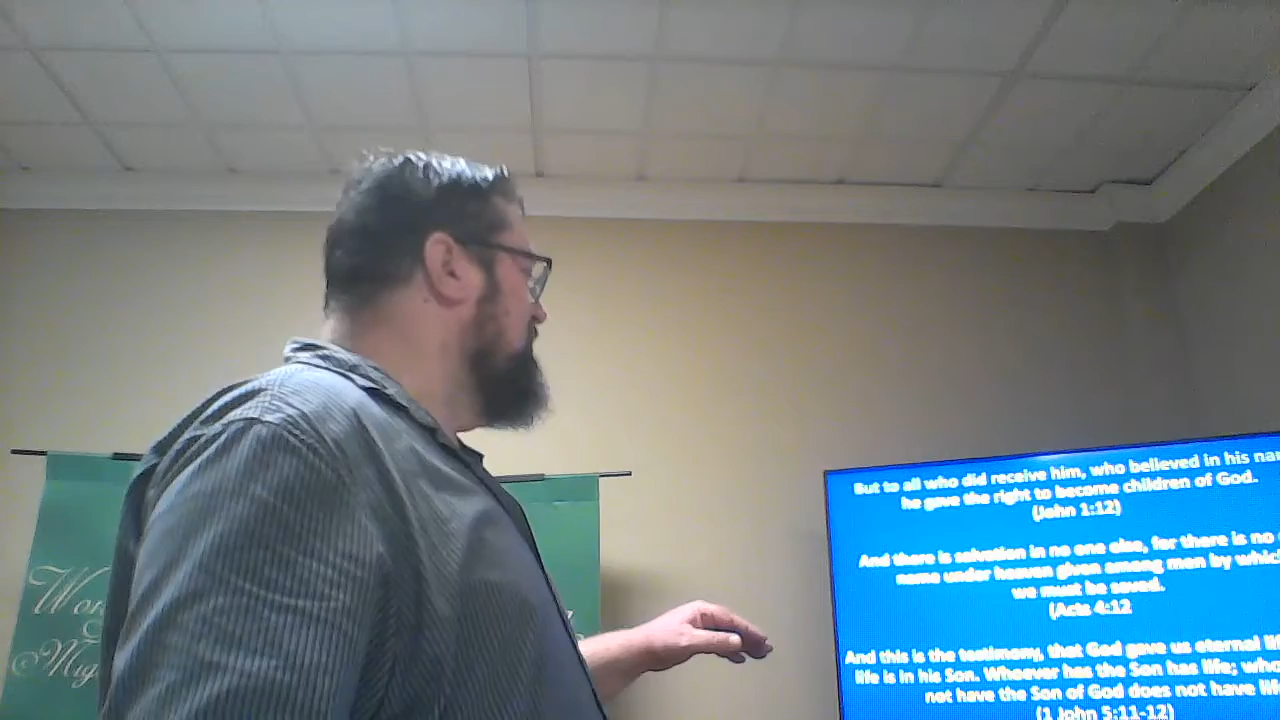 But to all who did receive him, who believed in his
he gave the right to become children of God.
(John 1:12)
And there is salvation in no one else, for there is no
name under heaven given among men by
we must be saved.
(Acts 4:12
And this is the testimony, that God gave us eternal
life is in his Son. Whoever has the Son has life;
not have the Son of God does not have
(1 John 5:11-12)